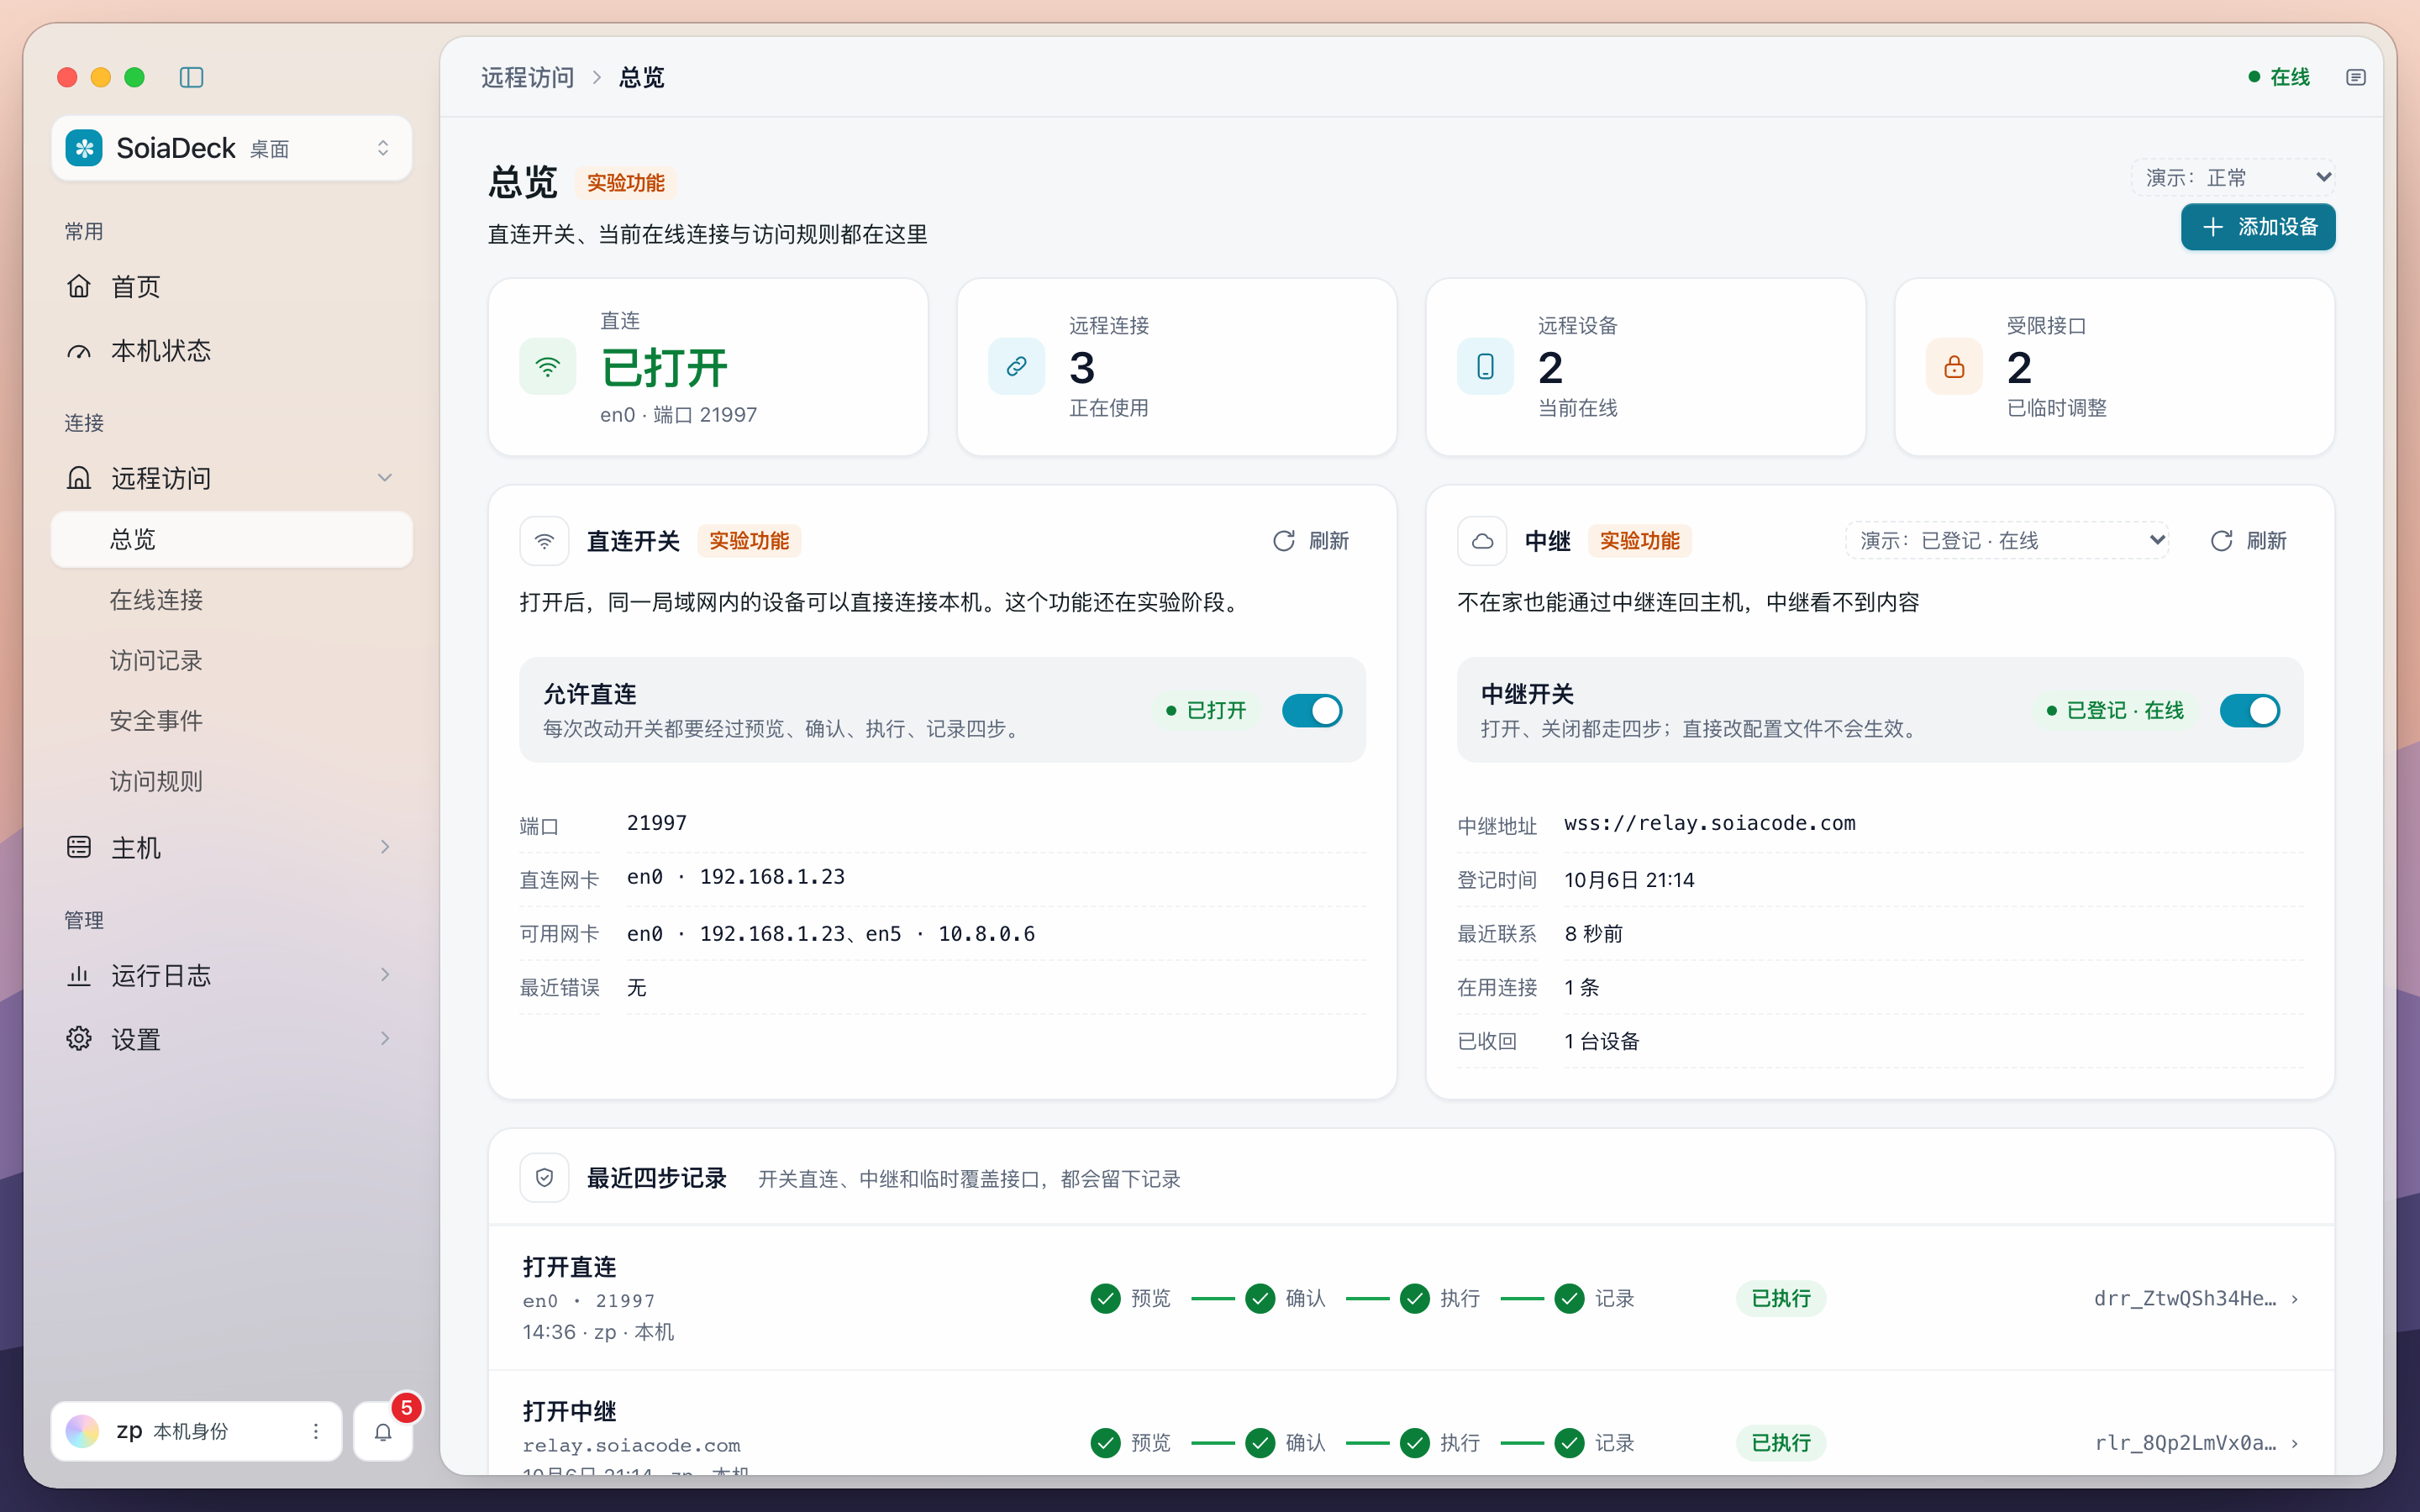 SoiaDeck 桌面
常用
首页
本机状态
连接
远程访问
总览
在线连接
访问记录
安全事件
访问规则
主机
管理
运行日志
设置
zp 本机身份
5
远程访问 > 总览
在线
总览 实验功能
直连开关、当前在线连接与访问规则都在这里
演示：正常
添加设备
直连
已打开
en0 · 端口 21997
远程连接
3
正在使用
远程设备
2
当前在线
受限接口
2
已临时调整
直连开关 实验功能
刷新
打开后，同一局域网内的设备可以直接连接本机。这个功能还在实验阶段。
允许直连
每次改动开关都要经过预览、确认、执行、记录四步。
已打开
端口 21997
直连网卡 en0 · 192.168.1.23
可用网卡 en0 · 192.168.1.23、en5 · 10.8.0.6
最近错误 无
中继 实验功能
演示：已登记 · 在线
刷新
不在家也能通过中继连回主机，中继看不到内容
中继开关
打开、关闭都走四步；直接改配置文件不会生效。
已登记 · 在线
中继地址 wss://relay.soiacode.com
登记时间 10月6日 21:14
最近联系 8 秒前
在用连接 1 条
已收回 1 台设备
最近四步记录 开关直连、中继和临时覆盖接口，都会留下记录
打开直连
en0 · 21997
14:36 · zp · 本机
预览 确认 执行 记录
已执行
drr_ZtwQSh34He… ›
打开中继
relay.soiacode.com
10月6日 21:14 · zp · 本机
预览 确认 执行 记录
已执行
rlr_8Qp2LmVx0a… ›